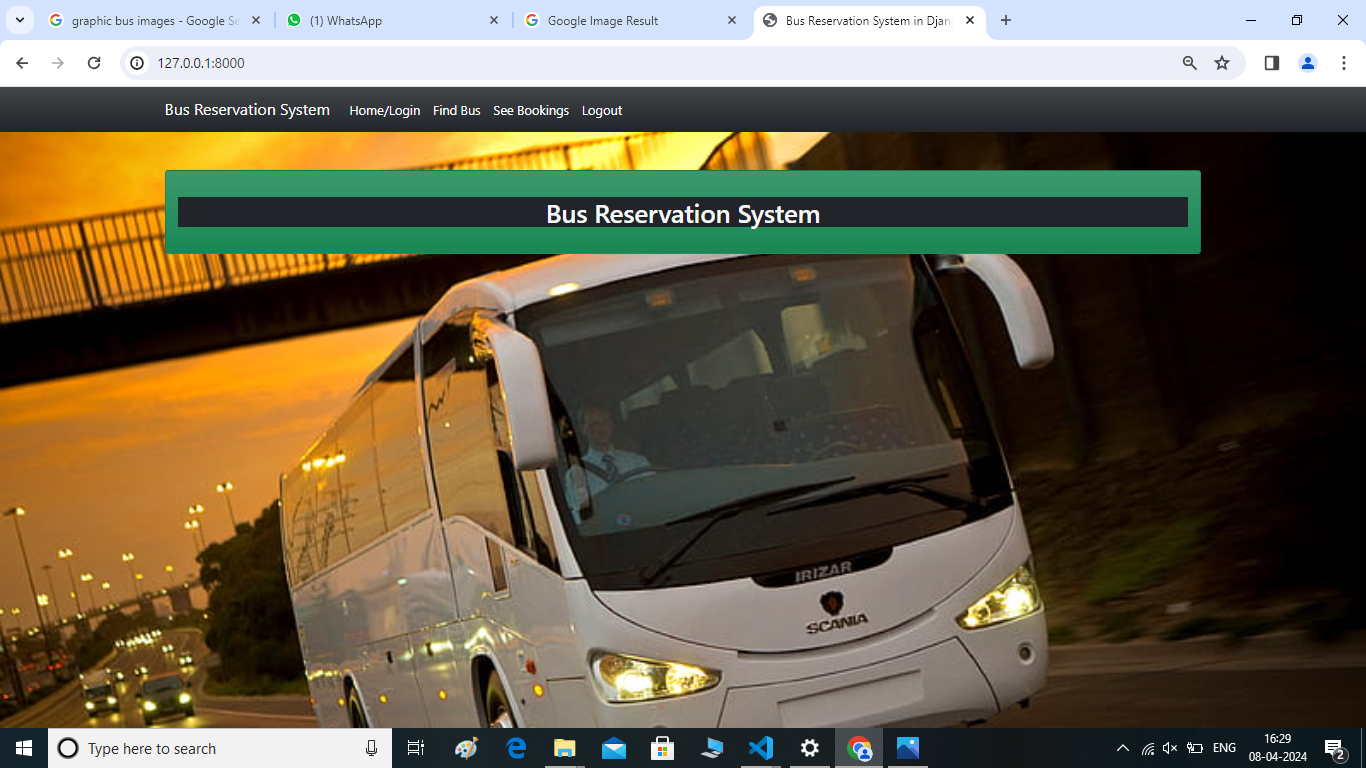 graphic bus images - Google Se
(1) WhatsApp
Google Image Result
Bus Reservation System in Djan
127.0.0.1:8000
Bus Reservation System Home/Login Find Bus See Bookings Logout
Bus Reservation System
IRIZAR
SCANIA
Type here to search
ENG
16:29
08-04-2024
2